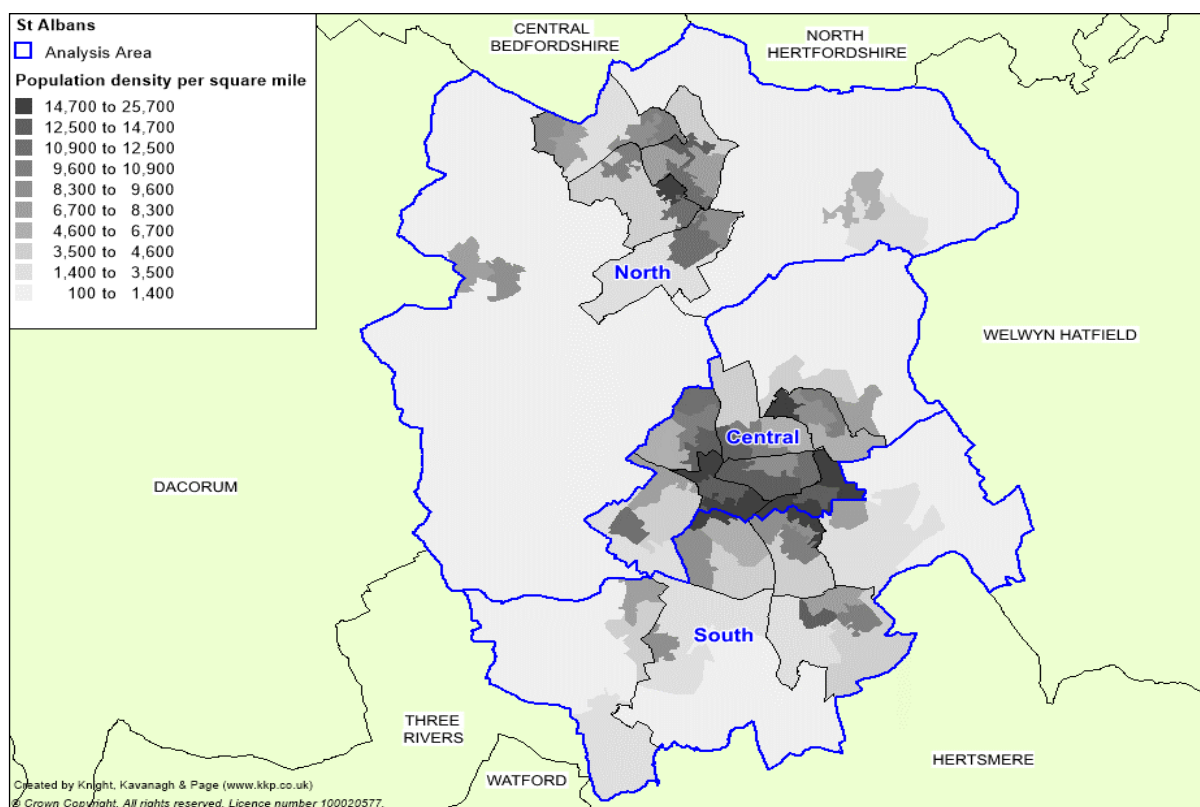 St Albans
Analysis Area
Population density per square mile
14,700 to 25,700
12,500 to 14,700
10,900 to 12,500
9,600 to 10,900
8,300 to 9,600
6,700 to 8,300
4,600 to 6,700
3,500 to 4,600
1,400 to 3,500
100 to 1,400
CENTRAL
BEDFORDSHIRE
NORTH
HERTFORDSHIRE
North
WELWYN HATFIELD
Central
DACORUM
South
THREE
RIVERS
WATFORD
HERTSMERE
Created by Knight, Kavanagh & Page (www.kkp.co.uk)
© Crown Copyright. All rights reserved. Licence number 100020577.